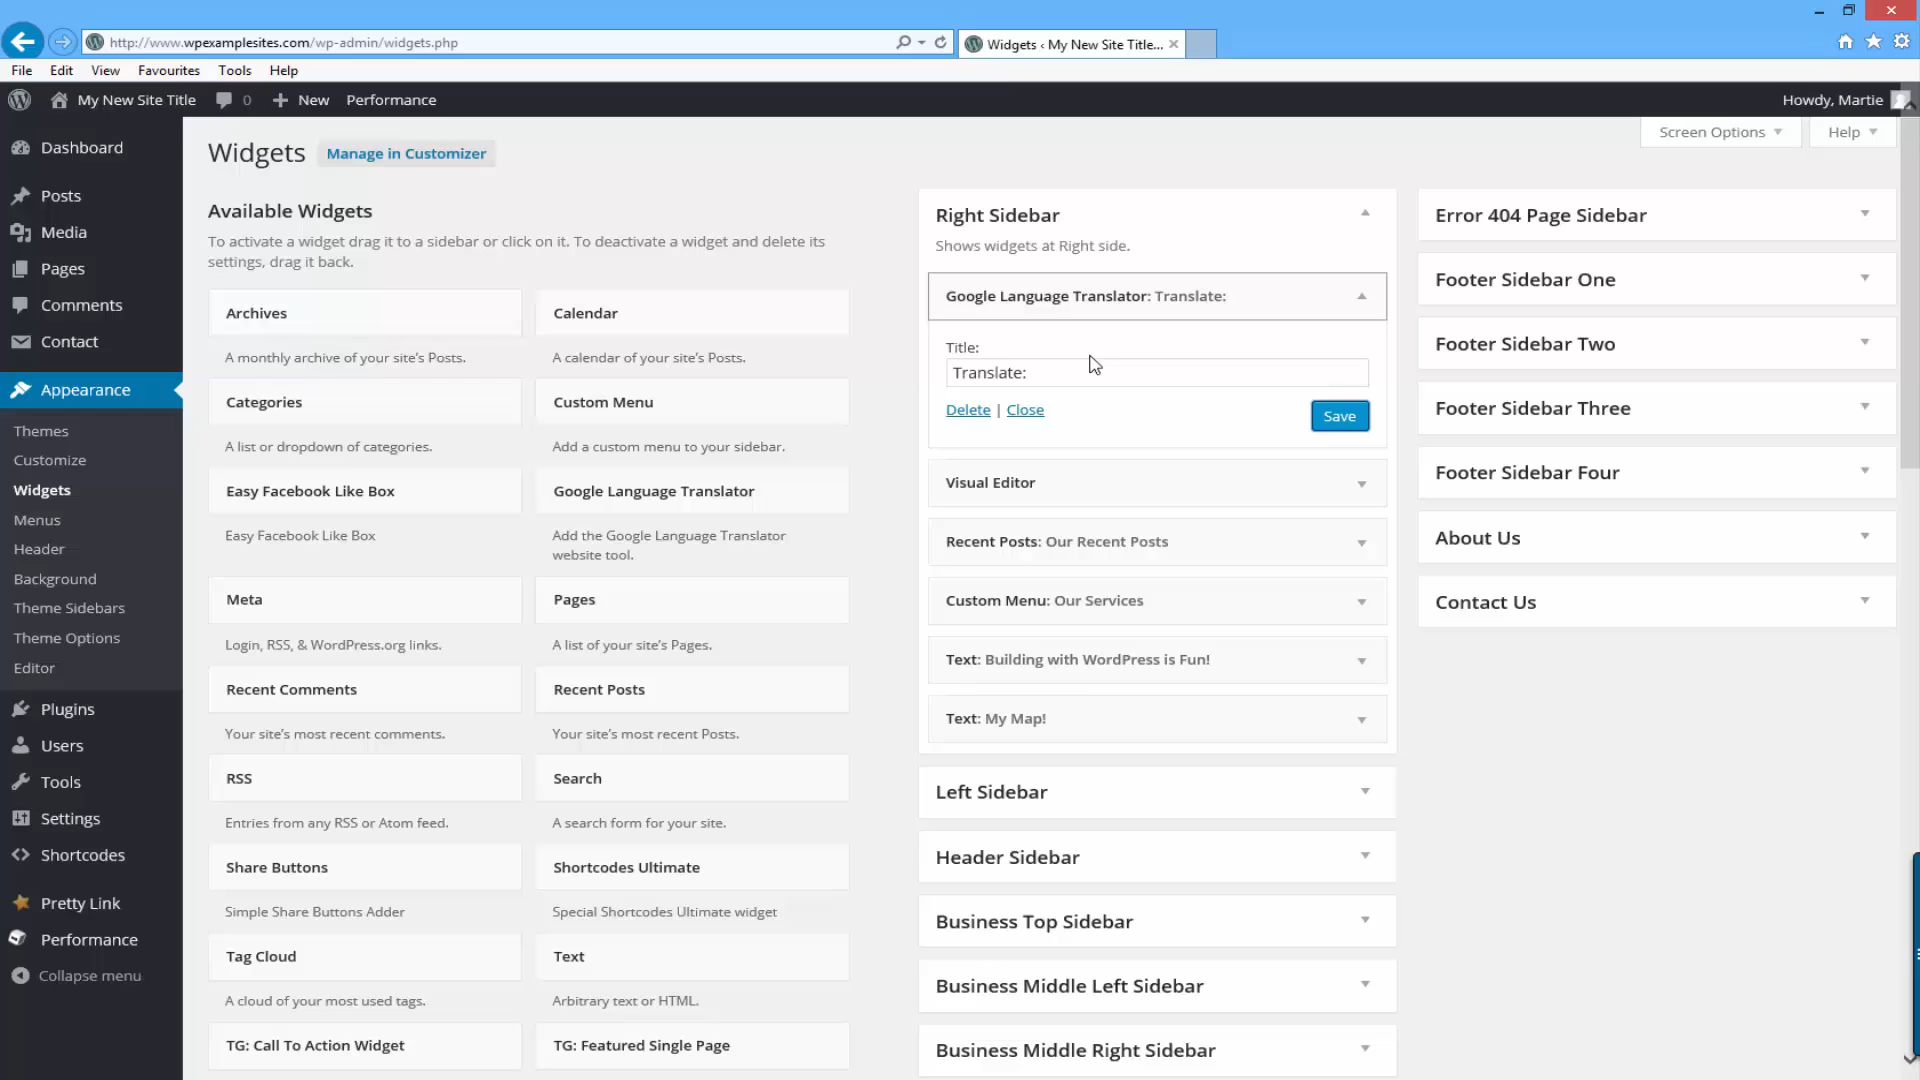 http://www.wpexamplesites.com/wp-admin/widgets.php
Widgets ‹ My New Site Title...
File Edit View Favourites Tools Help
My New Site Title 0 New Performance
Howdy, Martie
Screen Options
Help
Dashboard
Posts
Media
Pages
Comments
Contact
Appearance
Themes
Customize
Widgets
Menus
Header
Background
Theme Sidebars
Theme Options
Editor
Plugins
Users
Tools
Settings
Shortcodes
Pretty Link
Performance
Collapse menu
Widgets Manage in Customizer
Available Widgets
To activate a widget drag it to a sidebar or click on it. To deactivate a widget and delete its
settings, drag it back.
Archives
A monthly archive of your site's Posts.
Calendar
A calendar of your site's Posts.
Categories
A list or dropdown of categories.
Custom Menu
Add a custom menu to your sidebar.
Easy Facebook Like Box
Easy Facebook Like Box
Google Language Translator
Add the Google Language Translator
website tool.
Meta
Login, RSS, & WordPress.org links.
Pages
A list of your site's Pages.
Recent Comments
Your site's most recent comments.
Recent Posts
Your site's most recent Posts.
RSS
Entries from any RSS or Atom feed.
Search
A search form for your site.
Share Buttons
Simple Share Buttons Adder
Shortcodes Ultimate
Special Shortcodes Ultimate widget
Tag Cloud
A cloud of your most used tags.
Text
Arbitrary text or HTML.
TG: Call To Action Widget
TG: Featured Single Page
Right Sidebar
Shows widgets at Right side.
Google Language Translator: Translate:
Title:
Translate:
Delete | Close
Save
Visual Editor
Recent Posts: Our Recent Posts
Custom Menu: Our Services
Text: Building with WordPress is Fun!
Text: My Map!
Left Sidebar
Header Sidebar
Business Top Sidebar
Business Middle Left Sidebar
Business Middle Right Sidebar
Error 404 Page Sidebar
Footer Sidebar One
Footer Sidebar Two
Footer Sidebar Three
Footer Sidebar Four
About Us
Contact Us